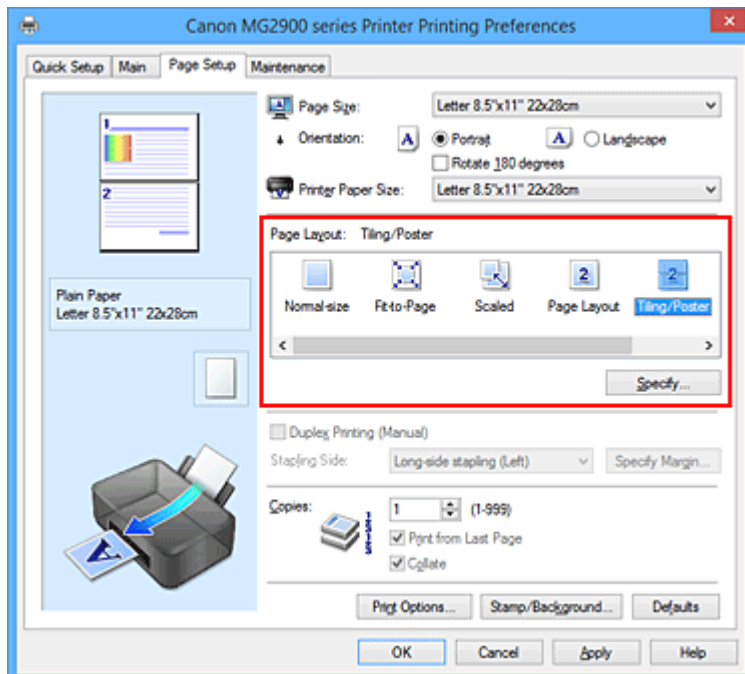 Canon MG2900 series Printer Printing Preferences
Quick Setup Main Page Setup Maintenance
1
2
Plain Paper
Letter 8.5"x11" 22x28cm
Page Size: Letter 8.5"x11" 22x28cm
Orientation: A Portrait A Landscape
Rotate 180 degrees
Printer Paper Size: Letter 8.5"x11" 22x28cm
Page Layout: Tiling/Poster
2 2
Normal-size Fit-to-Page Scaled Page Layout Tiling/Poster
Specify...
Duplex Printing (Manual)
Stapling Side: Long-side stapling (Left) Specify Margin...
Copies: 1 (1-999)
Print from Last Page
Collate
A
Print Options... Stamp/Background... Defaults
OK Cancel Apply Help